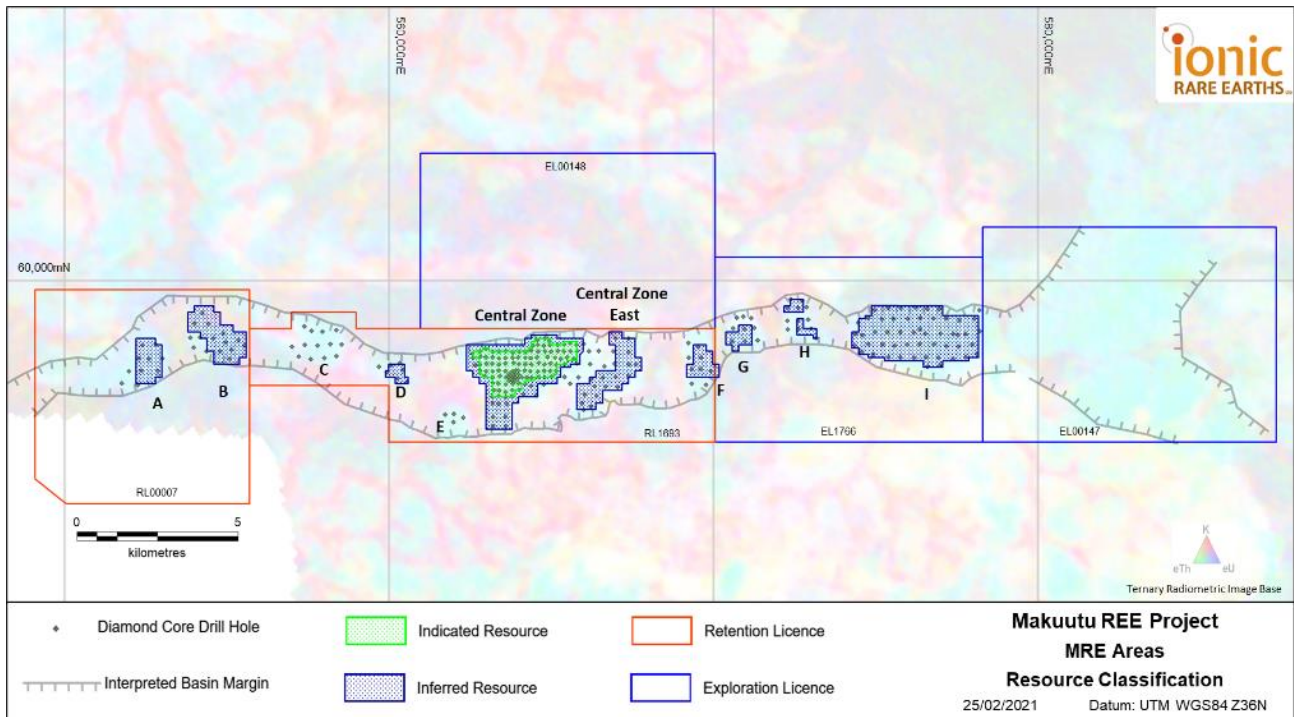 560,000mE
580,000mE
ionic
RARE EARTHS
EL00148
60,000mN
Central Zone
East
Central Zone
A
B
C
D
E
F
G
H
I
RL1693
EL1766
EL00147
RL00007
0 5
kilometres
K
eTh eU
Ternary Radiometric Image Base
Diamond Core Drill Hole
Indicated Resource
Retention Licence
Interpreted Basin Margin
Inferred Resource
Exploration Licence
Makuutu REE Project
MRE Areas
Resource Classification
25/02/2021 Datum: UTM WGS84 Z36N